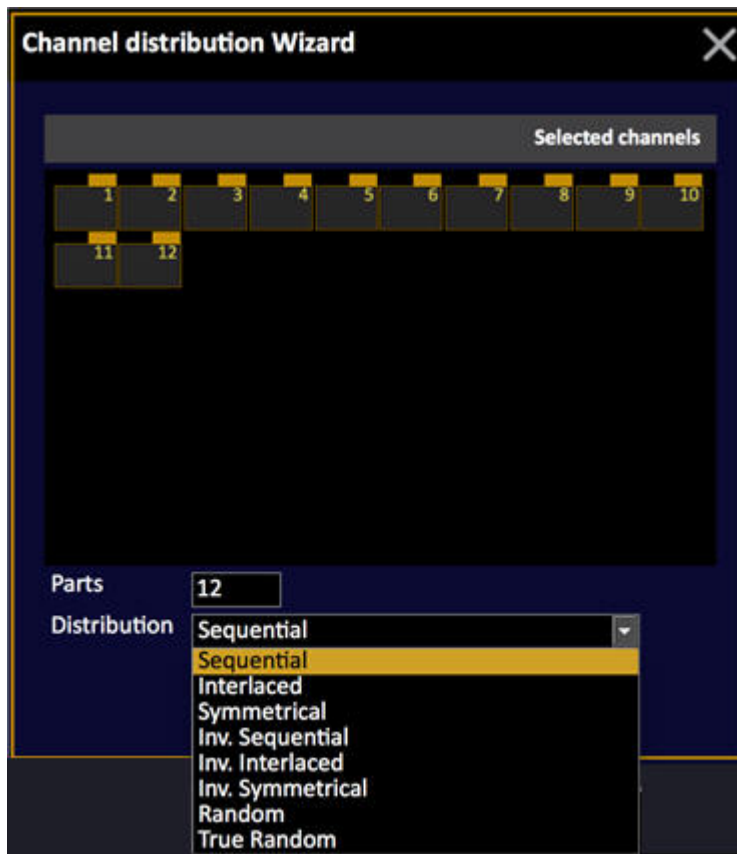 Channel distribution Wizard
Selected channels
1 2 3 4 5 6 7 8 9 10
11 12
Parts 12
Distribution Sequential
Sequential
Interlaced
Symmetrical
Inv. Sequential
Inv. Interlaced
Inv. Symmetrical
Random
True Random